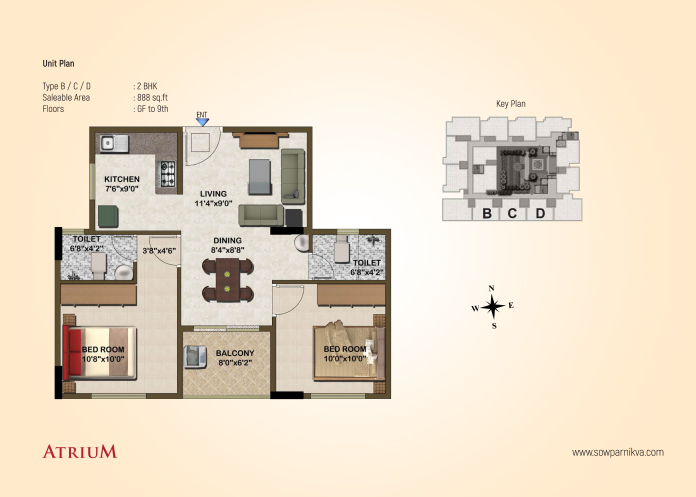 Unit Plan
Type B / C / D : 2 BHK
Saleable Area : 888 sq.ft
Floors : GF to 9th
ENT
Key Plan
KITCHEN
7'6"x9'0"
LIVING
11'4"x9'0"
B C D
TOILET
6'8"x4'2"
3'8"x4'6"
DINING
8'4"x8'8"
TOILET
6'8"x4'2"
N
W E
S
BED ROOM
10'8"x10'0"
BALCONY
8'0"x6'2"
BED ROOM
10'0"x10'0"
ATRIUM
www.sowparnikva.com